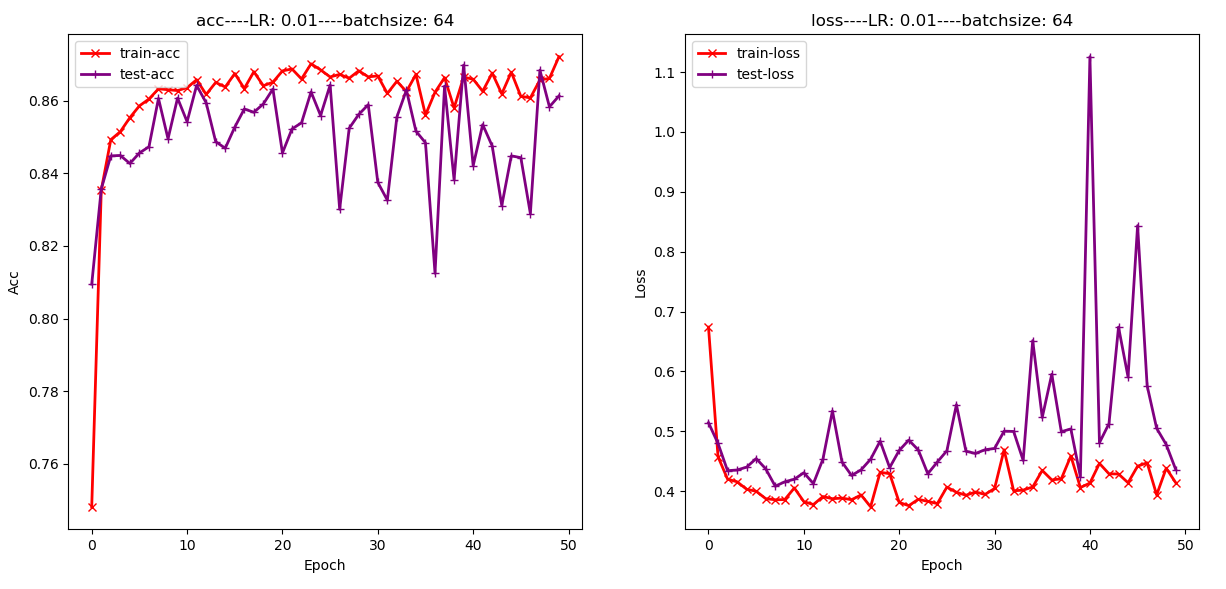 acc----LR: 0.01----batchsize: 64
train-acc
test-acc
0.86
0.84
0.82
0.80
0.78
0.76
Acc
0 10 20 30 40 50
Epoch
loss----LR: 0.01----batchsize: 64
train-loss
test-loss
1.1
1.0
0.9
0.8
0.7
0.6
0.5
0.4
Loss
0 10 20 30 40 50
Epoch